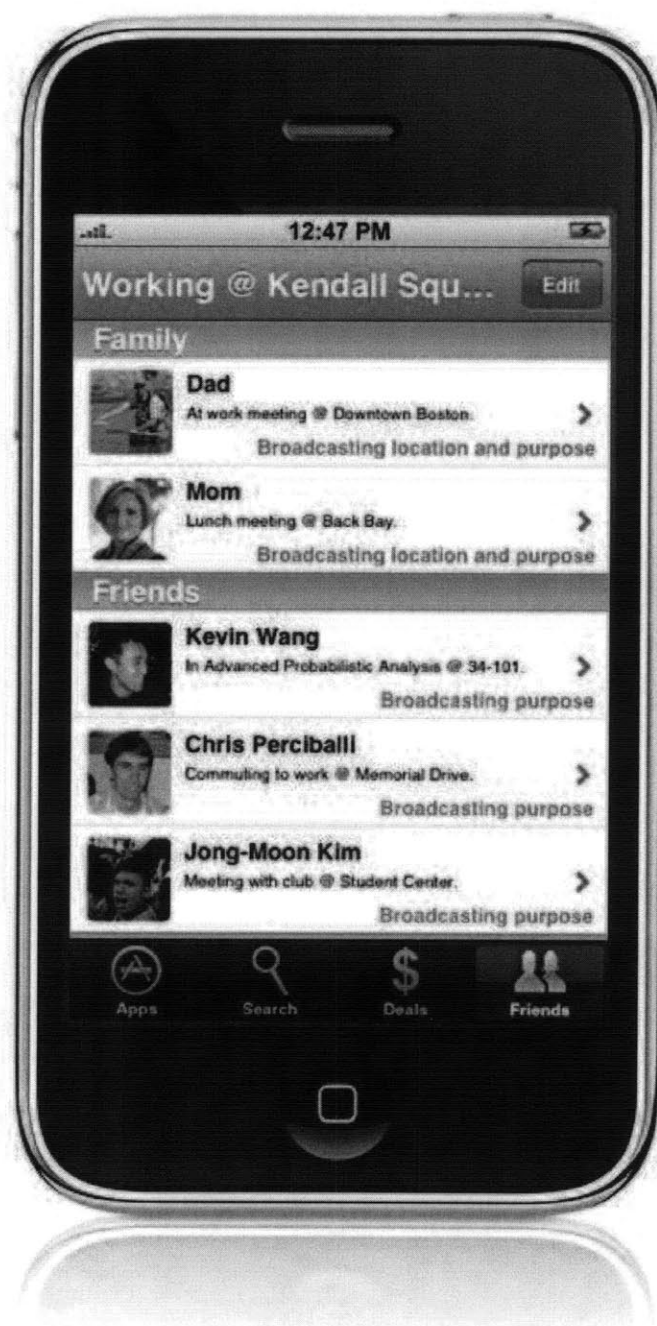 12:47 PM
Working @ Kendall Squ...
Edit
Family
Dad
At work meeting @ Downtown Boston.
Broadcasting location and purpose
Mom
Lunch meeting @ Back Bay.
Broadcasting location and purpose
Friends
Kevin Wang
In Advanced Probabilistic Analysis @ 34-101.
Broadcasting purpose
Chris Perciballi
Commuting to work @ Memorial Drive.
Broadcasting purpose
Jong-Moon Kim
Meeting with club @ Student Center.
Broadcasting purpose
Apps
Search
$
Deals
Friends